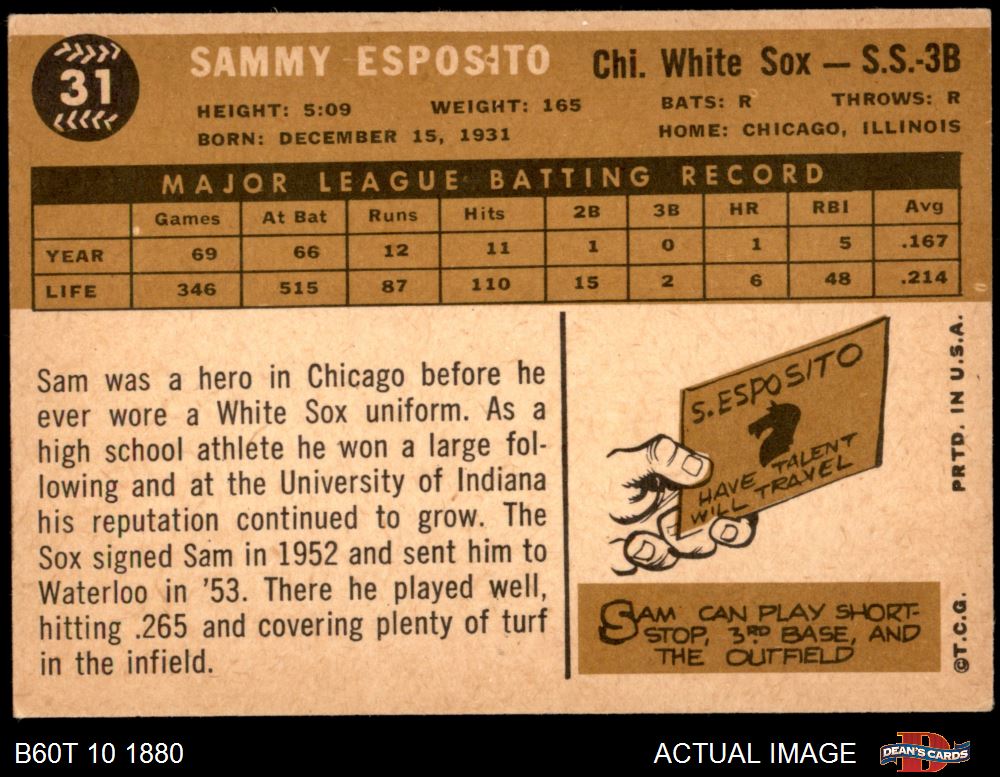 31
SAMMY ESPOSITO
Chi. White Sox — S.S.-3B
HEIGHT: 5:09 WEIGHT: 165 BATS: R THROWS: R
BORN: DECEMBER 15, 1931 HOME: CHICAGO, ILLINOIS
MAJOR LEAGUE BATTING RECORD
Games At Bat Runs Hits 2B 3B HR RBI Avg
YEAR 69 66 12 11 1 0 1 5 .167
LIFE 346 515 87 110 15 2 6 48 .214
Sam was a hero in Chicago before he
ever wore a White Sox uniform. As a
high school athlete he won a large fol-
lowing and at the University of Indiana
his reputation continued to grow. The
Sox signed Sam in 1952 and sent him to
Waterloo in '53. There he played well,
hitting .265 and covering plenty of turf
in the infield.
S. ESPOSITO
HAVE TALENT
WILL TRAVEL
SAM CAN PLAY SHORT-
STOP, 3RD BASE, AND
THE OUTFIELD
PRTD. IN U.S.A.
©T.C.G.
B60T 10 1880
ACTUAL IMAGE
D
DEAN'S CARDS